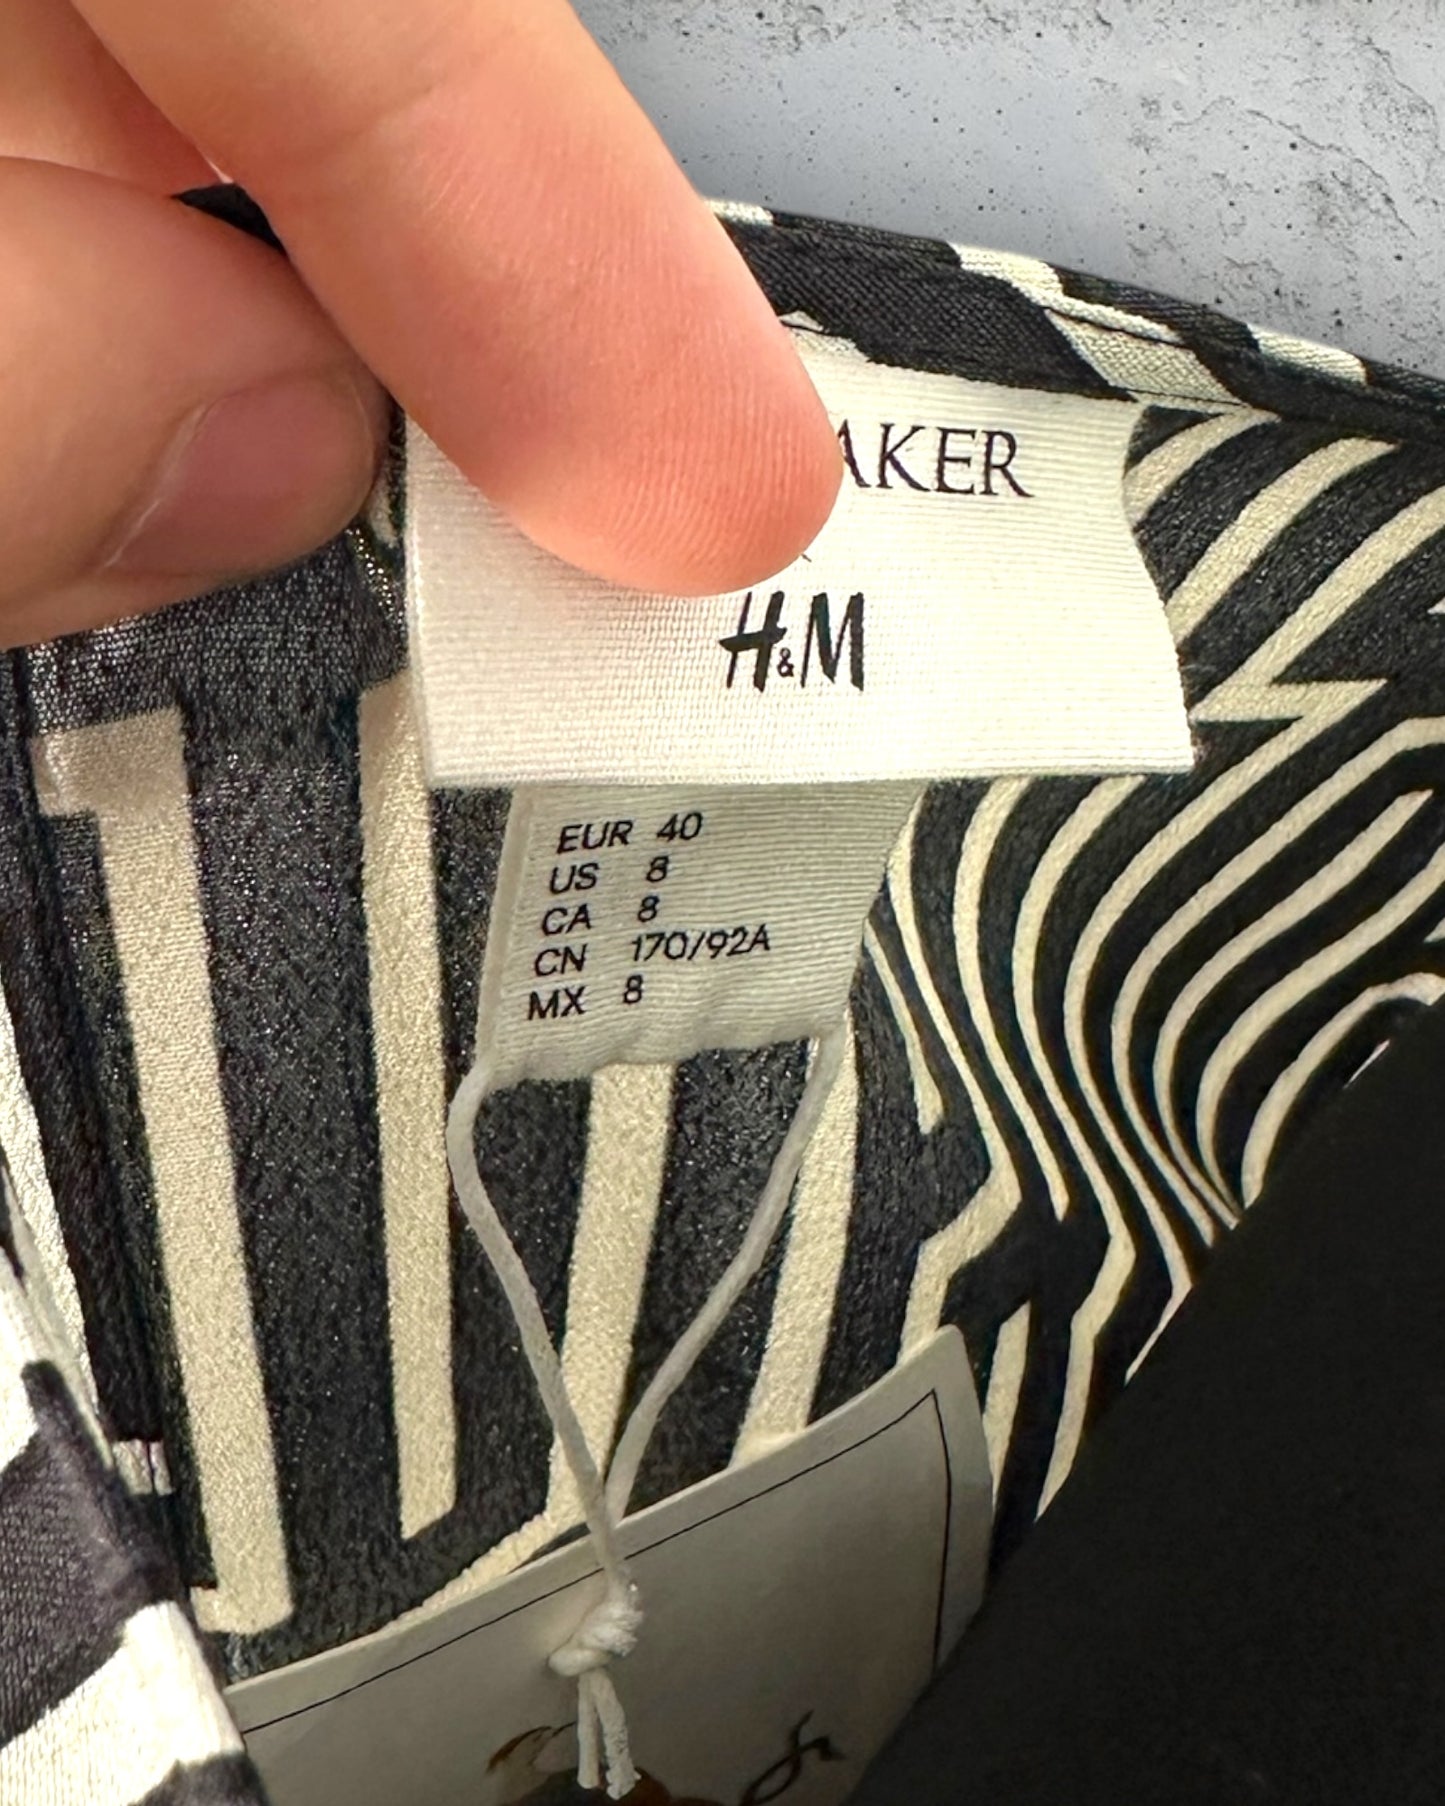 AKER
H&M
EUR 40
US 8
CA 8
CN 170/92A
MX 8